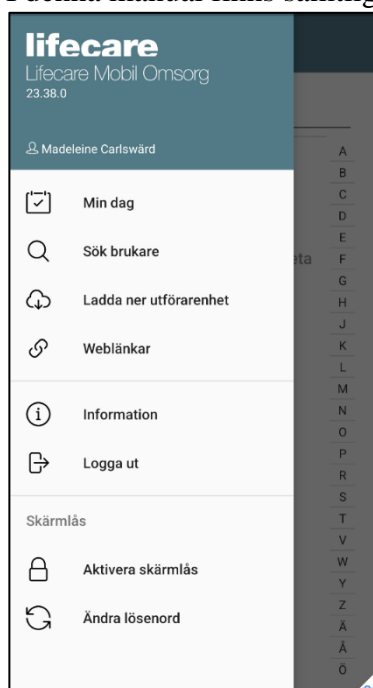 lifecare
Lifecare Mobil Omsorg
23.38.0
Madeleine Carlswärd
Min dag
Sök brukare
Ladda ner utförarenhet
Weblänkar
Information
Logga ut
Skärmlås
Aktivera skärmlås
Ändra lösenord
eta
A
B
C
D
E
F
G
H
J
K
L
M
N
O
P
R
S
T
V
W
Y
Z
Ä
Å
Ö